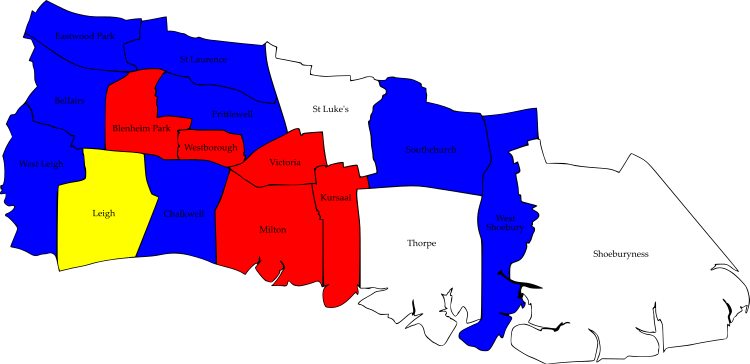 Eastwood Park
St Laurence
Belfairs
Prittlewell
St Luke's
Blenheim Park
Westborough
Southchurch
West Leigh
Victoria
Kursaal
Leigh
Chalkwell
Milton
West
Shoebury
Thorpe
Shoeburyness